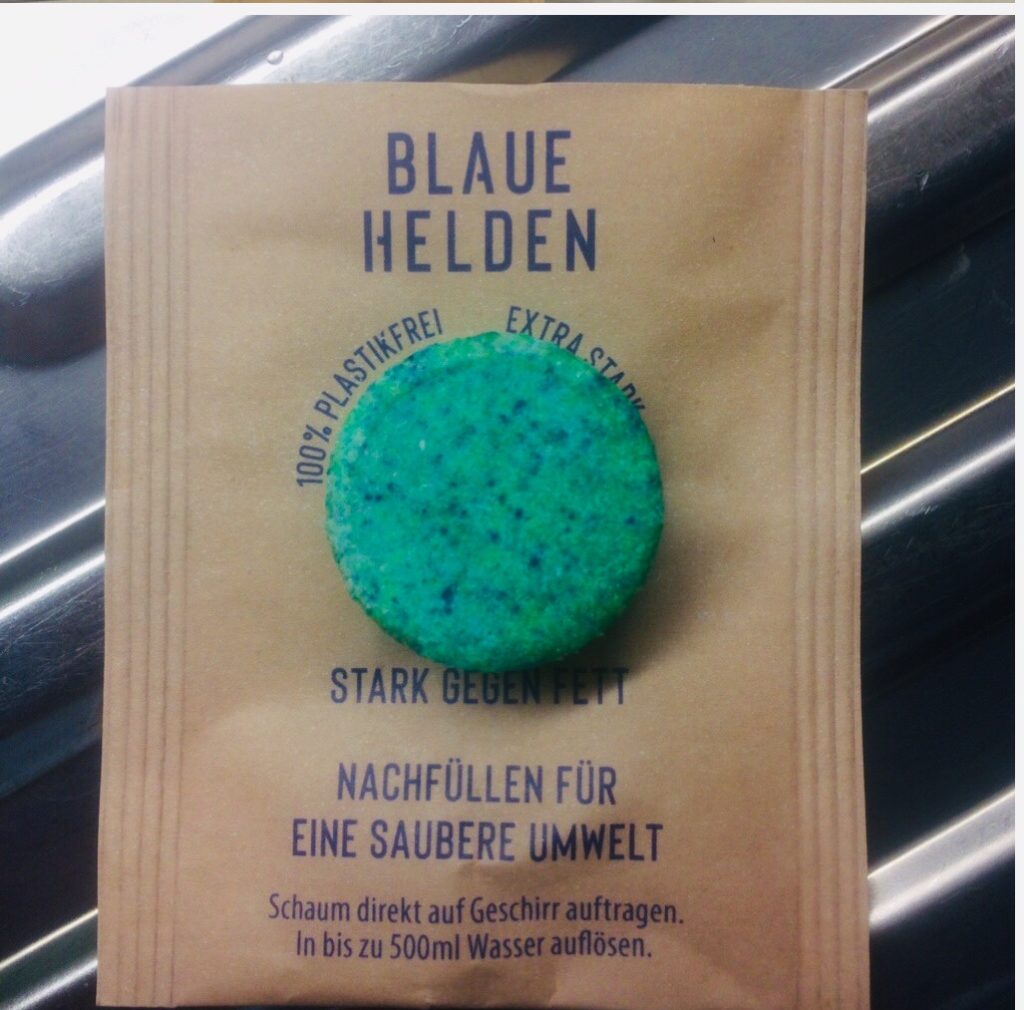 BLAUE
HELDEN
100% PLASTIKFREI
EXTRA STARK
STARK GEGEN FETT
NACHFÜLLEN FÜR
EINE SAUBERE UMWELT
Schaum direkt auf Geschirr auftragen.
In bis zu 500ml Wasser auflösen.